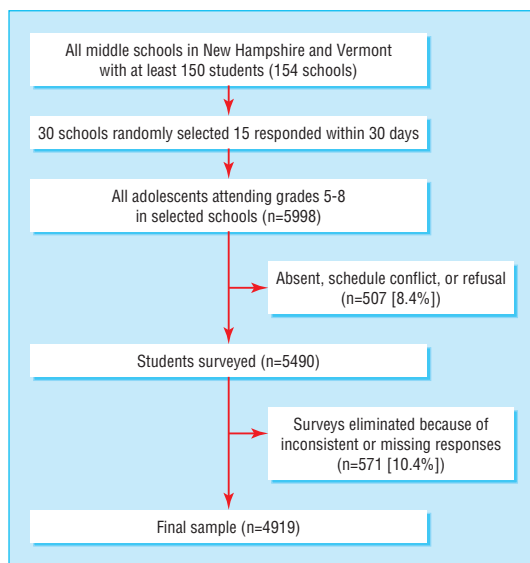 All middle schools in New Hampshire and Vermont
with at least 150 students (154 schools)
30 schools randomly selected 15 responded within 30 days
All adolescents attending grades 5-8
in selected schools (n=5998)
Absent, schedule conflict, or refusal
(n=507 [8.4%])
Students surveyed (n=5490)
Surveys eliminated because of
inconsistent or missing responses
(n=571 [10.4%])
Final sample (n=4919)